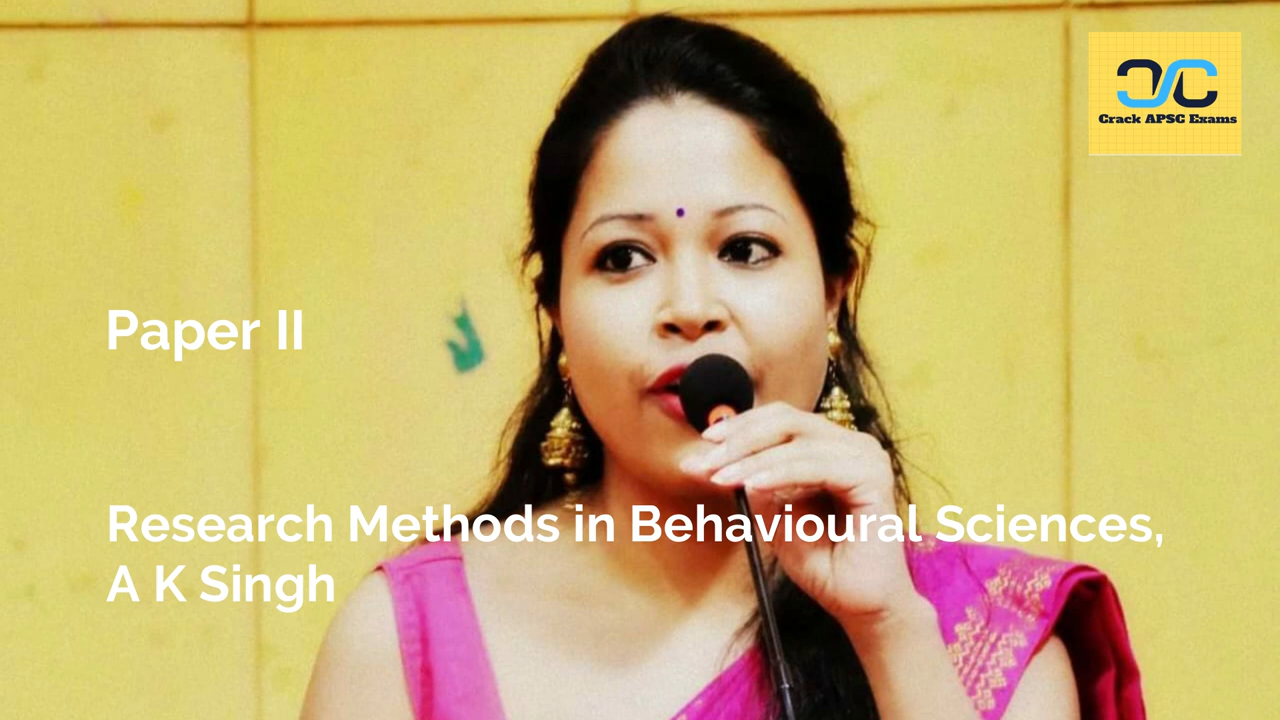 Crack APSC Exams
Paper II
Research Methods in Behavioural Sciences,
A K Singh